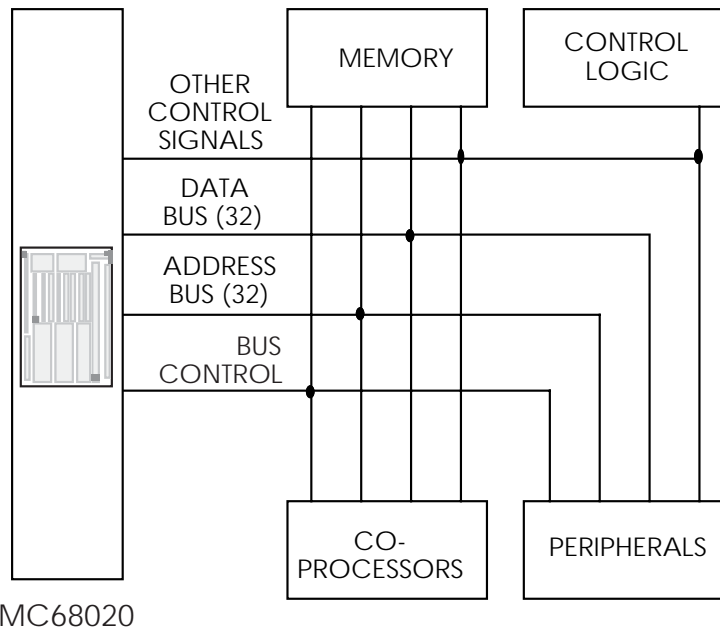 MEMORY
CONTROL
LOGIC
OTHER
CONTROL
SIGNALS
DATA
BUS (32)
ADDRESS
BUS (32)
BUS
CONTROL
CO-
PROCESSORS
PERIPHERALS
MC68020